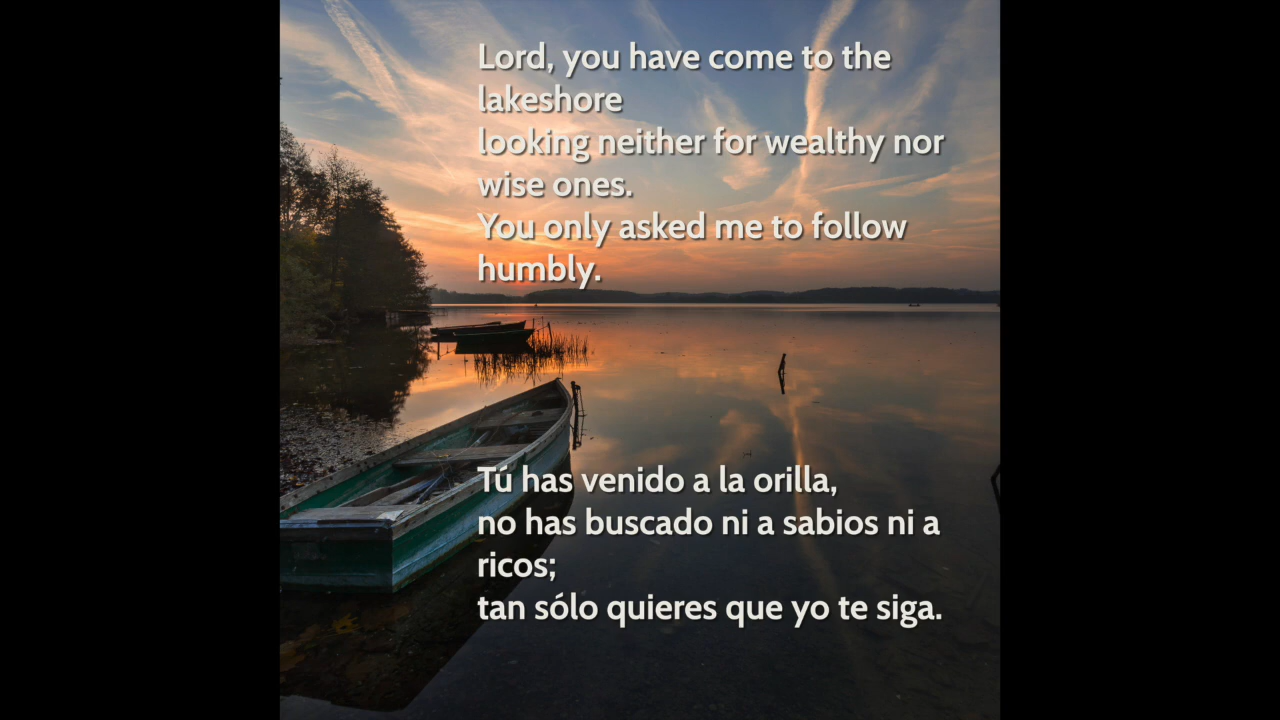 Lord, you have come to the
lakeshore
looking neither for wealthy nor
wise ones.
You only asked me to follow
humbly.
Tú has venido a la orilla,
no has buscado ni a sabios ni a
ricos;
tan sólo quieres que yo te siga.